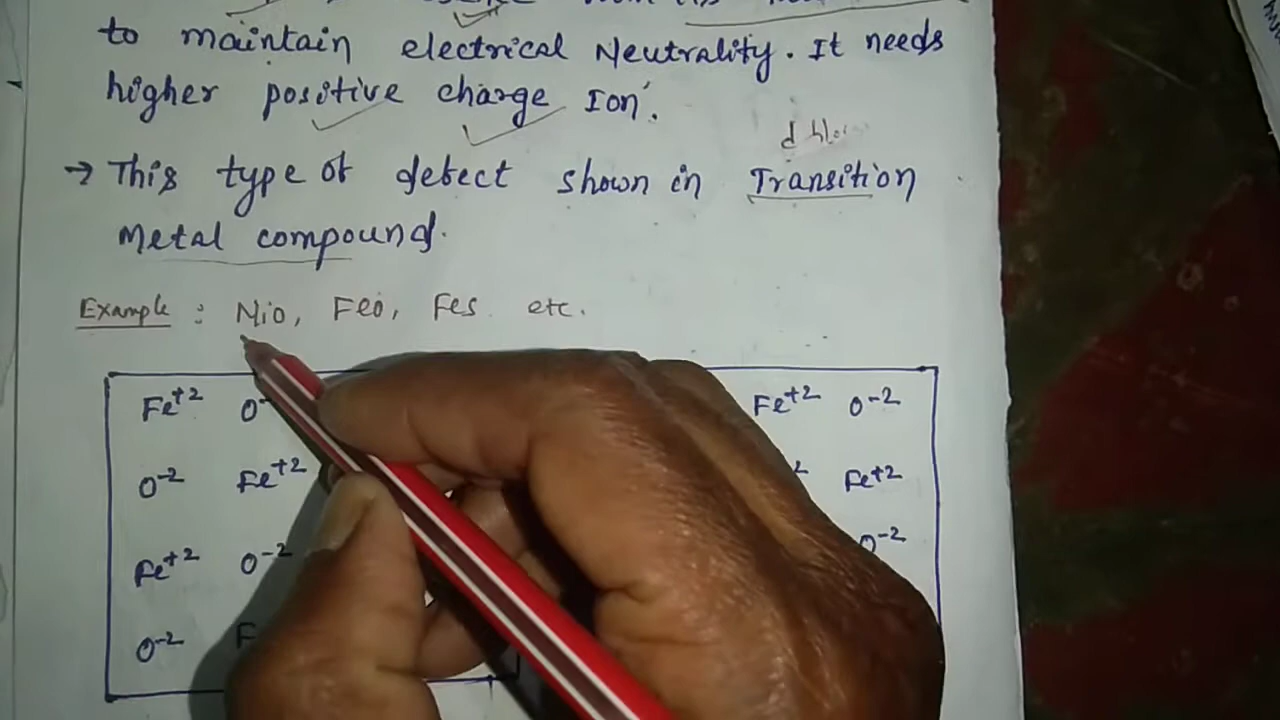 to maintain electrical Neutrality. It needs
higher positive charge Ion.
d
→ This type of defect shown in Transition
Metal compound.
Example : Nio, Feo, Fes etc.
Fe+2 O- Fe+2 O-2
O-2 Fe+2 2 Fe+2
Fe+2 O-2 O-2
O-2 F